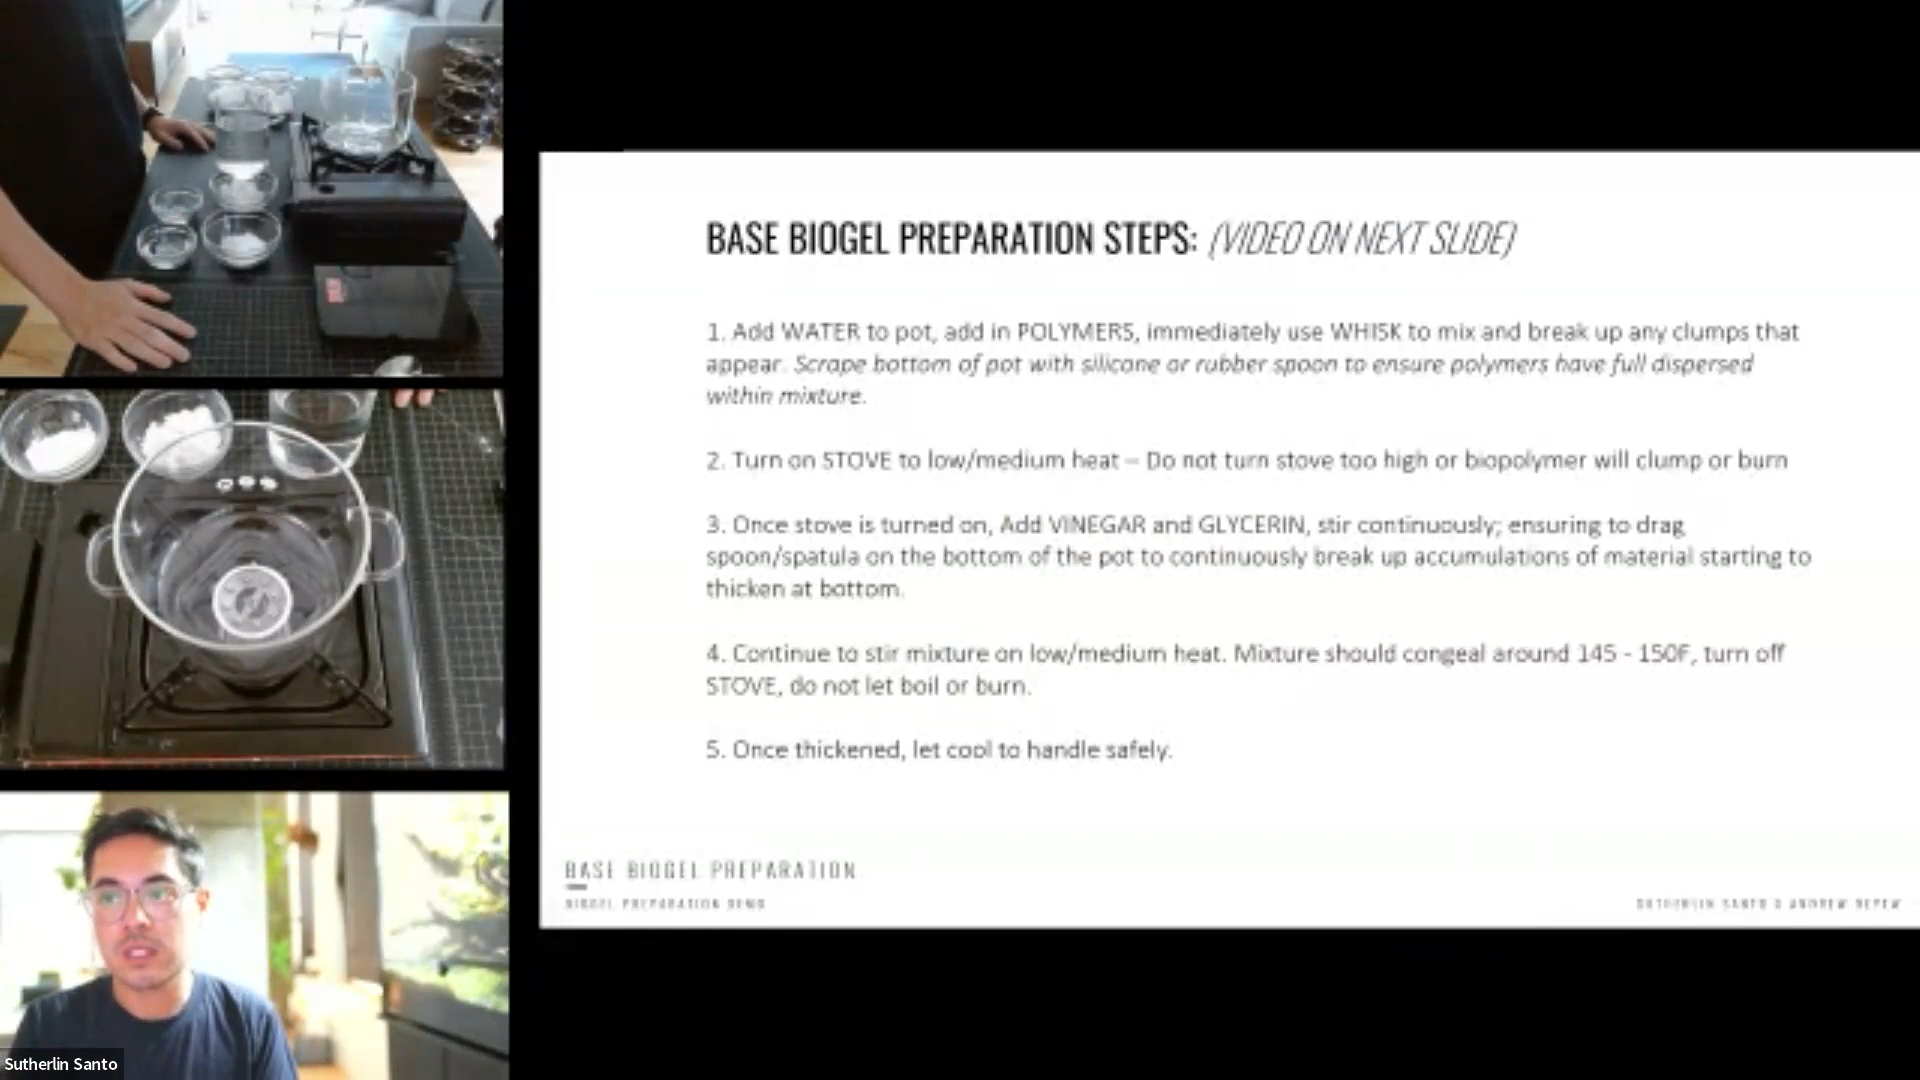 BASE BIOGEL PREPARATION STEPS: (VIDEO ON NEXT SLIDE)
1. Add WATER to pot, add in POLYMERS, immediately use WHISK to mix and break up any clumps that
appear. Scrape bottom of pot with silicone or rubber spoon to ensure polymers have full dispersed
within mixture.
2. Turn on STOVE to low/medium heat – Do not turn stove too high or biopolymer will clump or burn
3. Once stove is turned on, Add VINEGAR and GLYCERIN, stir continuously; ensuring to drag
spoon/spatula on the bottom of the pot to continuously break up accumulations of material starting to
thicken at bottom.
4. Continue to stir mixture on low/medium heat. Mixture should congeal around 145 - 150F, turn off
STOVE, do not let boil or burn.
5. Once thickened, let cool to handle safely.
BASE BIOGEL PREPARATION
BIOGEL PREPARATION DEMO
SUTHERLIN SANTO ANDREW
Sutherlin Santo